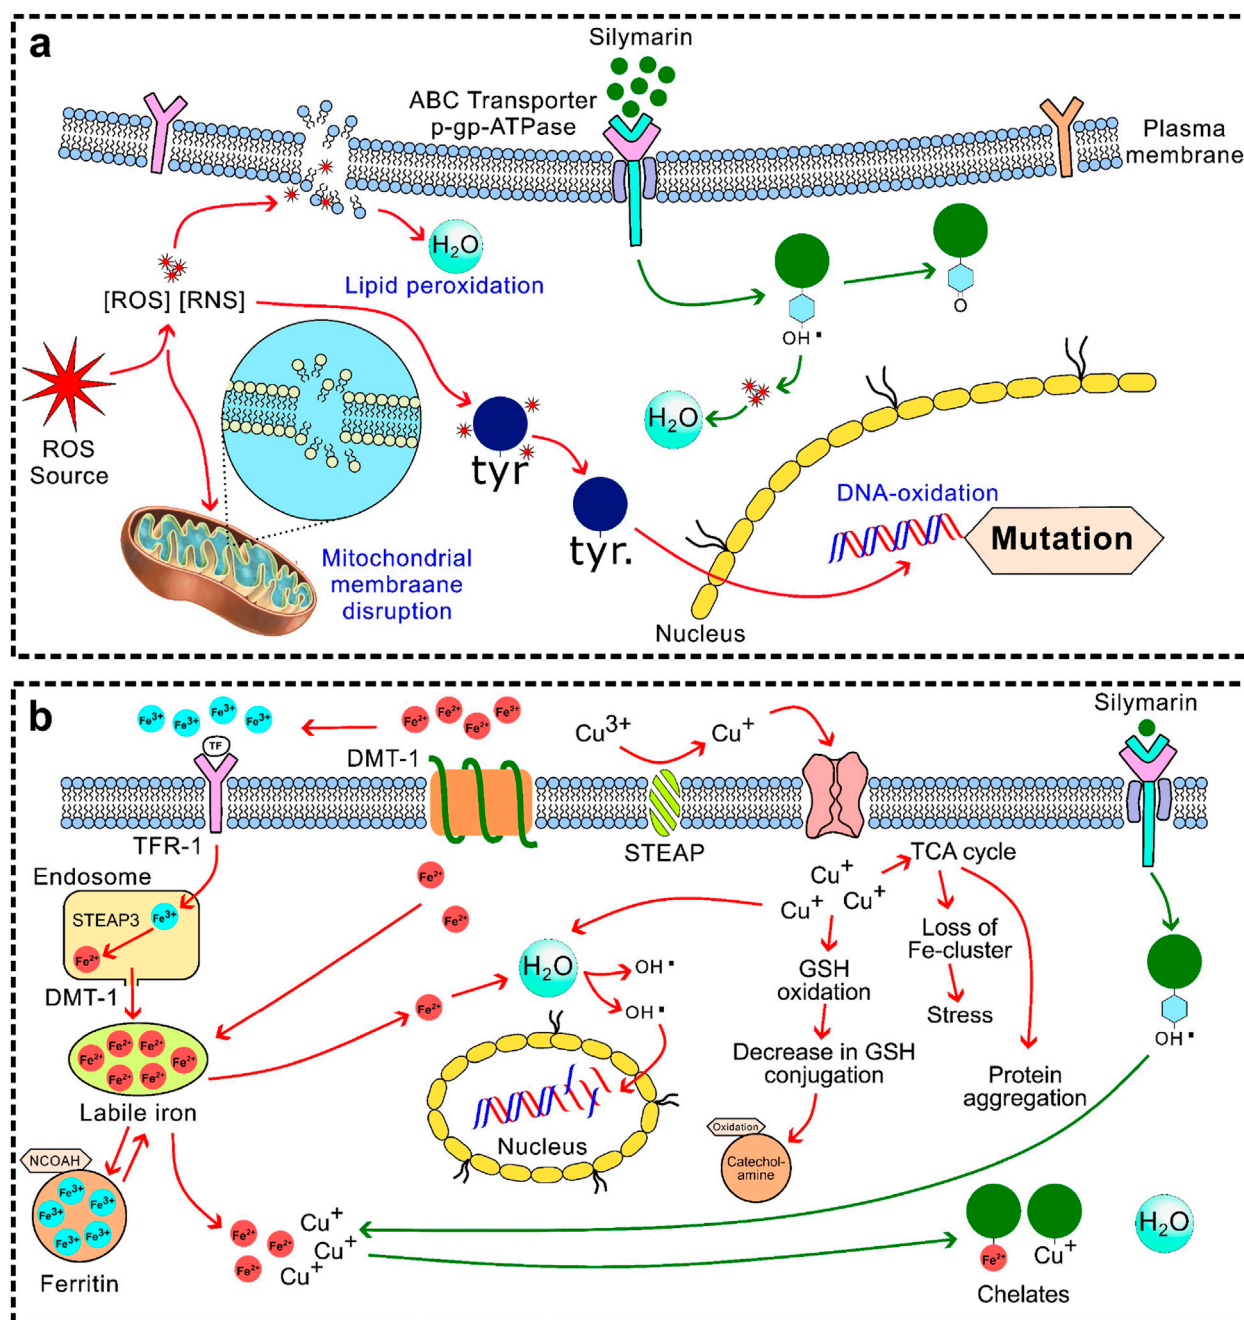 a
Silymarin
ABC Transporter
p-gp-ATPase
Plasma
membrane
H₂O
Lipid peroxidation
[ROS] [RNS]
OH·
O
ROS
Source
H₂O
tyr
tyr.
DNA-oxidation
Mutation
Mitochondrial
membraane
disruption
Nucleus
b
Fe³⁺ Fe³⁺ Fe³⁺ Fe³⁺
Fe²⁺ Fe²⁺ Fe²⁺ Fe²⁺
Cu³⁺
Cu⁺
Silymarin
TF
DMT-1
TFR-1
STEAP
Endosome
STEAP3
Fe³⁺
Fe²⁺
DMT-1
Fe²⁺
Fe²⁺
Cu⁺
Cu⁺
Cu⁺
TCA cycle
Loss of
Fe-cluster
Stress
Protein
aggregation
H₂O
OH·
OH·
Fe²⁺
GSH
oxidation
Decrease in GSH
conjugation
Oxidation
Catechol-
amine
OH·
Fe²⁺ Fe²⁺ Fe²⁺ Fe²⁺ Fe²⁺ Fe²⁺ Fe²⁺
Labile iron
Nucleus
NCOAH
Fe³⁺ Fe³⁺ Fe³⁺ Fe³⁺ Fe³⁺
Ferritin
Fe²⁺ Fe²⁺ Fe²⁺
Cu⁺
Cu⁺
Cu⁺
Fe²⁺
Cu⁺
H₂O
Chelates